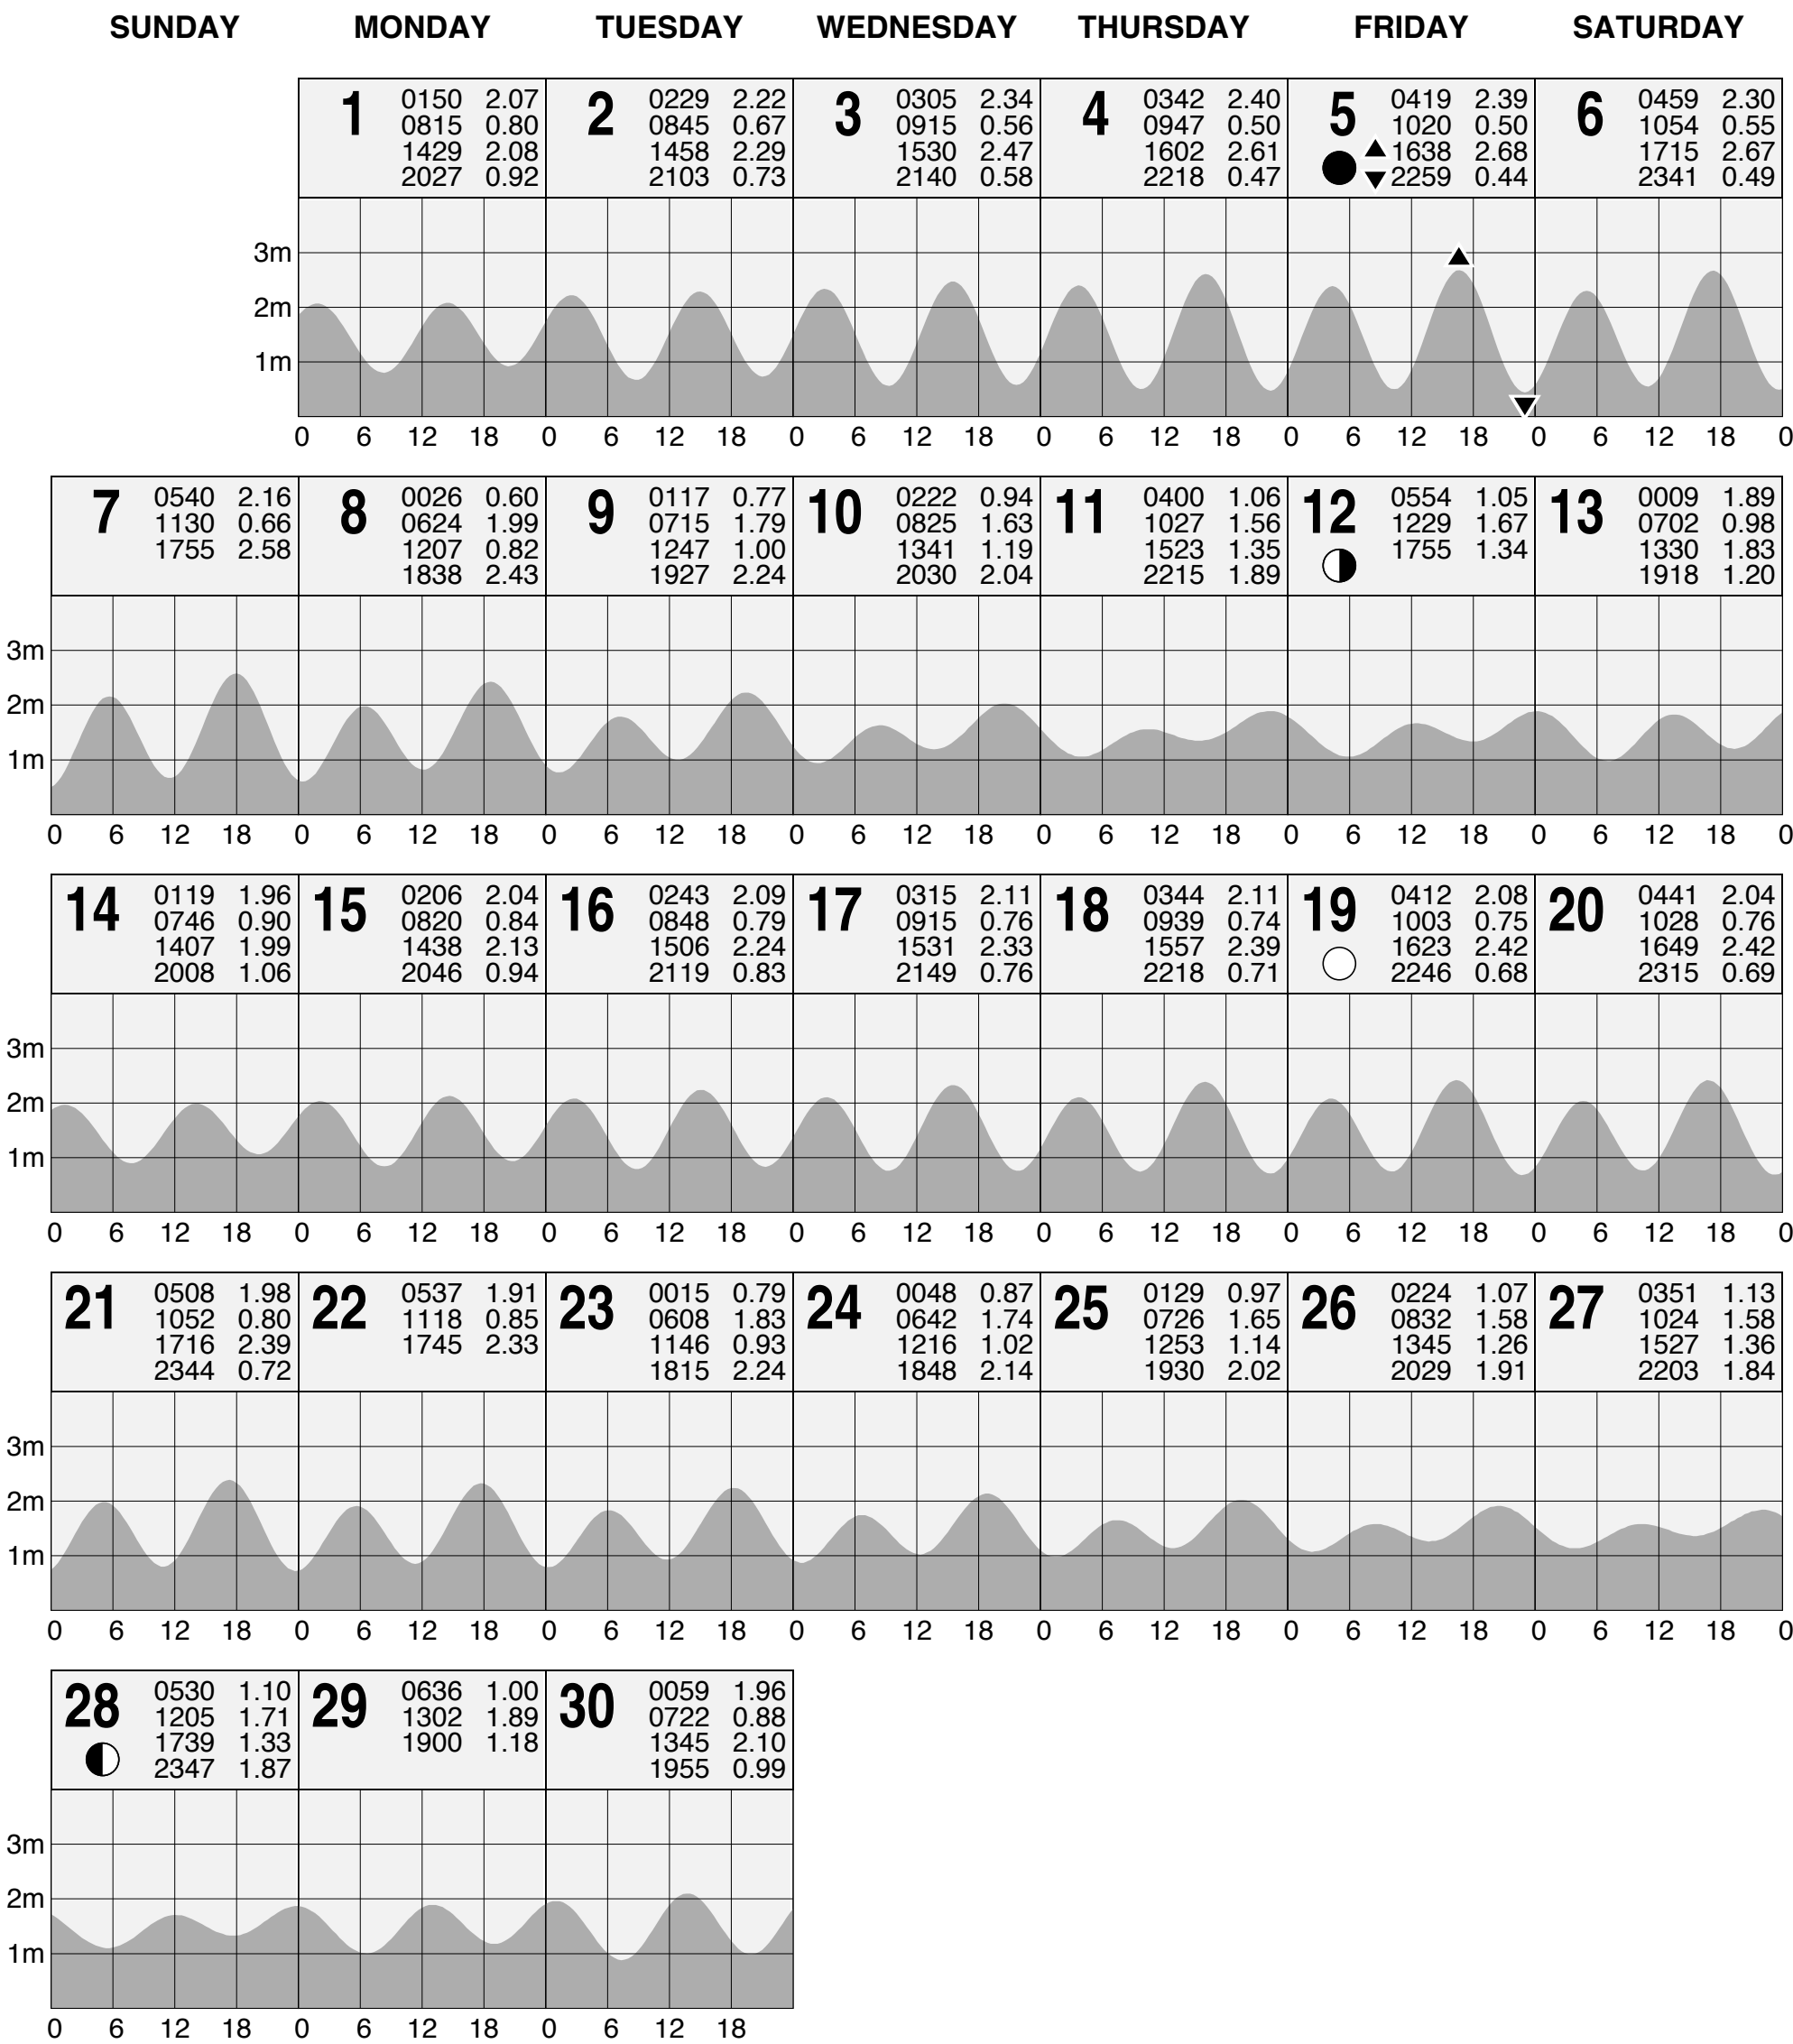 SUNDAY MONDAY TUESDAY WEDNESDAY THURSDAY FRIDAY SATURDAY
1 0150 2.07
0815 0.80
1429 2.08
2027 0.92
2 0229 2.22
0845 0.67
1458 2.29
2103 0.73
3 0305 2.34
0915 0.56
1530 2.47
2140 0.58
4 0342 2.40
0947 0.50
1602 2.61
2218 0.47
5 0419 2.39
1020 0.50
1638 2.68
2259 0.44
6 0459 2.30
1054 0.55
1715 2.67
2341 0.49
3m
2m
1m
0 6 12 18 0 6 12 18 0 6 12 18 0 6 12 18 0 6 12 18 0 6 12 18 0
7 0540 2.16
1130 0.66
1755 2.58
8 0026 0.60
0624 1.99
1207 0.82
1838 2.43
9 0117 0.77
0715 1.79
1247 1.00
1927 2.24
10 0222 0.94
0825 1.63
1341 1.19
2030 2.04
11 0400 1.06
1027 1.56
1523 1.35
2215 1.89
12 0554 1.05
1229 1.67
1755 1.34
13 0009 1.89
0702 0.98
1330 1.83
1918 1.20
3m
2m
1m
0 6 12 18 0 6 12 18 0 6 12 18 0 6 12 18 0 6 12 18 0 6 12 18 0 6 12 18 0
14 0119 1.96
0746 0.90
1407 1.99
2008 1.06
15 0206 2.04
0820 0.84
1438 2.13
2046 0.94
16 0243 2.09
0848 0.79
1506 2.24
2119 0.83
17 0315 2.11
0915 0.76
1531 2.33
2149 0.76
18 0344 2.11
0939 0.74
1557 2.39
2218 0.71
19 0412 2.08
1003 0.75
1623 2.42
2246 0.68
20 0441 2.04
1028 0.76
1649 2.42
2315 0.69
3m
2m
1m
0 6 12 18 0 6 12 18 0 6 12 18 0 6 12 18 0 6 12 18 0 6 12 18 0 6 12 18 0
21 0508 1.98
1052 0.80
1716 2.39
2344 0.72
22 0537 1.91
1118 0.85
1745 2.33
23 0015 0.79
0608 1.83
1146 0.93
1815 2.24
24 0048 0.87
0642 1.74
1216 1.02
1848 2.14
25 0129 0.97
0726 1.65
1253 1.14
1930 2.02
26 0224 1.07
0832 1.58
1345 1.26
2029 1.91
27 0351 1.13
1024 1.58
1527 1.36
2203 1.84
3m
2m
1m
0 6 12 18 0 6 12 18 0 6 12 18 0 6 12 18 0 6 12 18 0 6 12 18 0 6 12 18 0
28 0530 1.10
1205 1.71
1739 1.33
2347 1.87
29 0636 1.00
1302 1.89
1900 1.18
30 0059 1.96
0722 0.88
1345 2.10
1955 0.99
3m
2m
1m
0 6 12 18 0 6 12 18 0 6 12 18